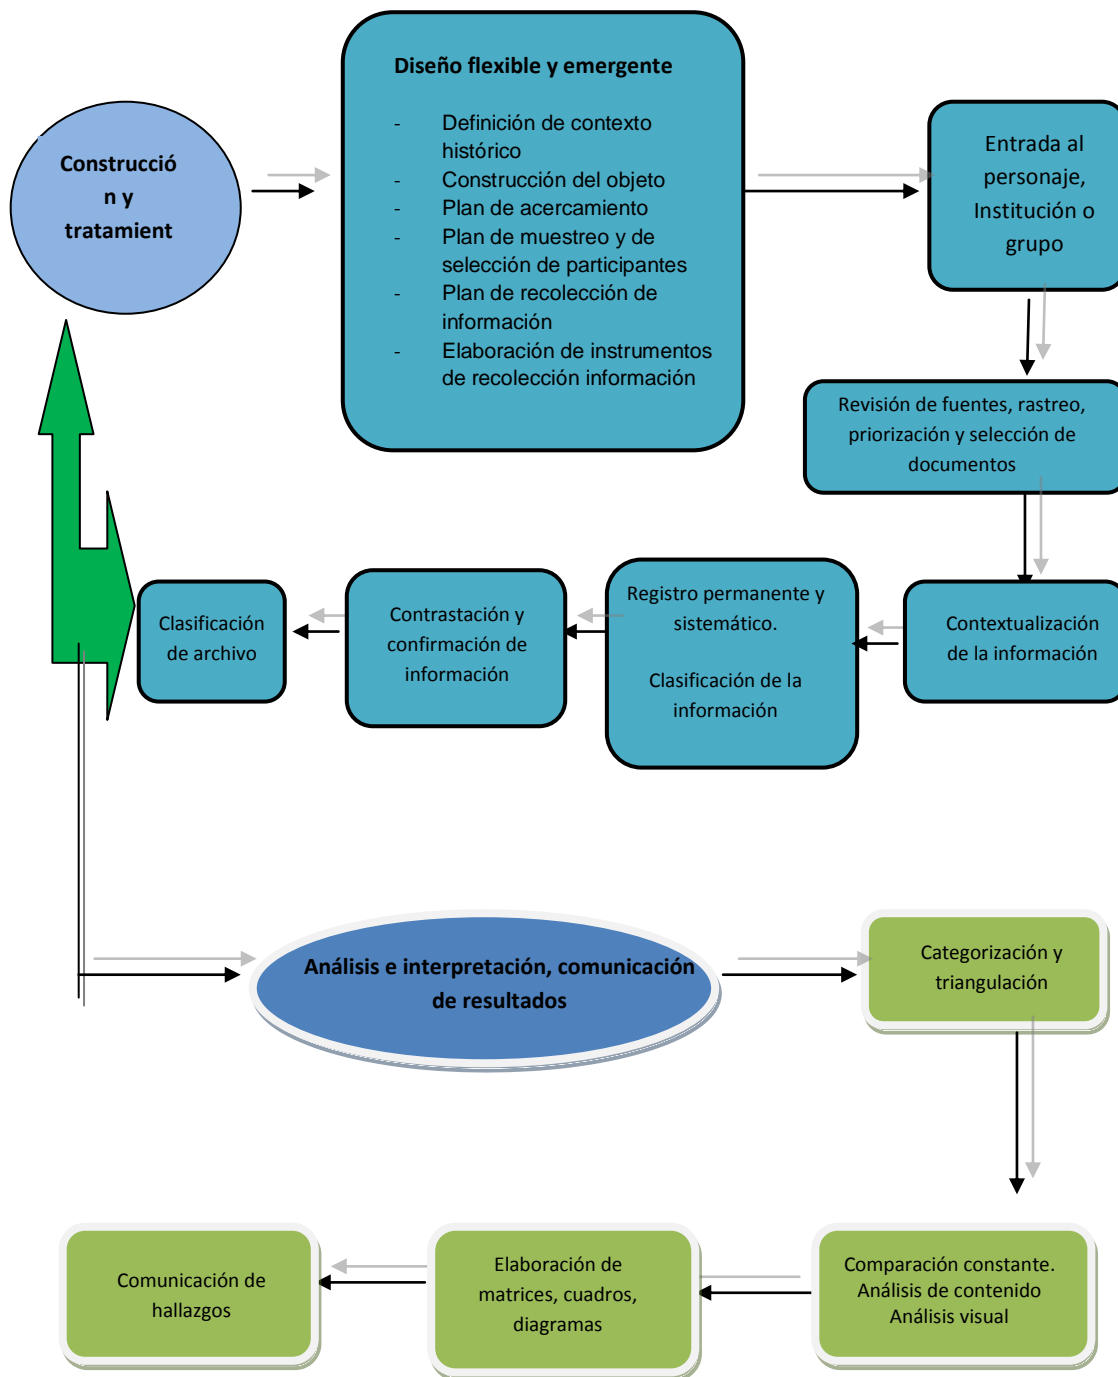 Construcció
n y
tratamient
Diseño flexible y emergente
- Definición de contexto
histórico
- Construcción del objeto
- Plan de acercamiento
- Plan de muestreo y de
selección de participantes
- Plan de recolección de
información
- Elaboración de instrumentos
de recolección información
Entrada al
personaje,
Institución o
grupo
Revisión de fuentes, rastreo,
priorización y selección de
documentos
Contextualización
de la información
Registro permanente y
sistemático.
Clasificación de la
información
Contrastación y
confirmación de
información
Clasificación
de archivo
Análisis e interpretación, comunicación
de resultados
Categorización y
triangulación
Comparación constante.
Análisis de contenido
Análisis visual
Elaboración de
matrices, cuadros,
diagramas
Comunicación de
hallazgos